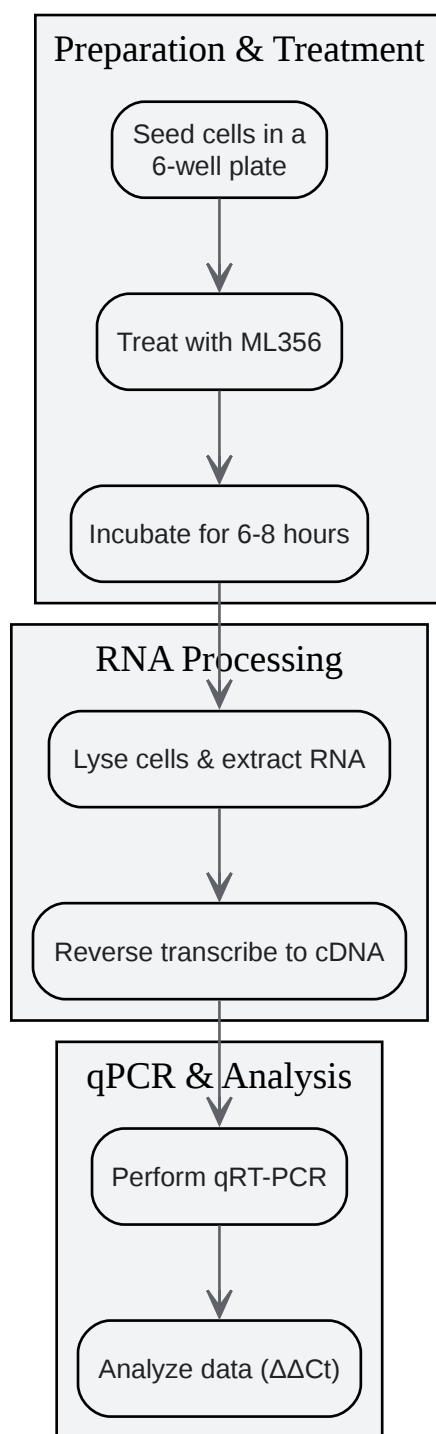 Preparation & Treatment
Seed cells in a
6-well plate
Treat with ML356
Incubate for 6-8 hours
RNA Processing
Lyse cells & extract RNA
Reverse transcribe to cDNA
qPCR & Analysis
Perform qRT-PCR
Analyze data (ΔΔCt)